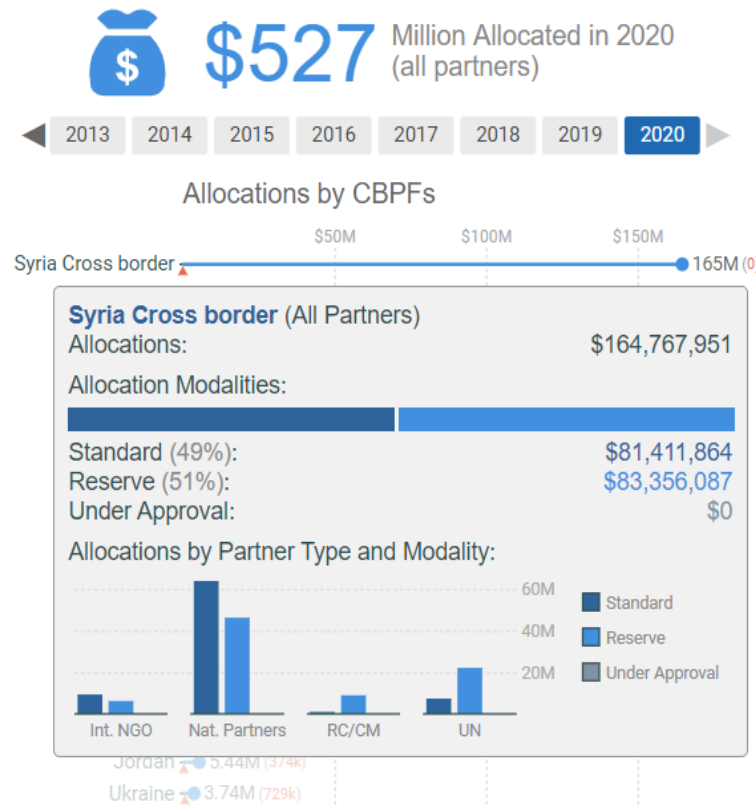 $
$527
Million Allocated in 2020
(all partners)
2013 2014 2015 2016 2017 2018 2019 2020
Allocations by CBPFs
$50M $100M $150M
Syria Cross border 165M (0
Syria Cross border (All Partners)
Allocations: $164,767,951
Allocation Modalities:
Standard (49%): $81,411,864
Reserve (51%): $83,356,087
Under Approval: $0
Allocations by Partner Type and Modality:
60M
40M
20M
Standard
Reserve
Under Approval
Int. NGO Nat. Partners RC/CM UN
Jordan 5.44M (374k)
Ukraine 3.74M (729k)